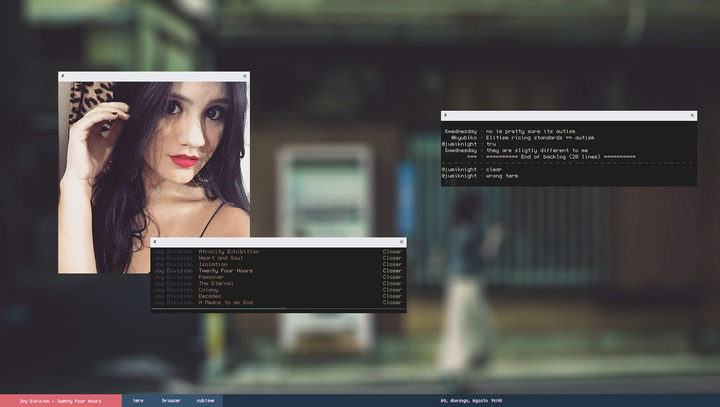 # ×
# ×
&wednesday - no im pretty sure its autism
@kyubiko - Elitism ricing standards == autism
@jumiknight - tru
&wednesday - they are sligtly different to me
=== - ========== End of backlog (20 lines) ==========
@jumiknight - clear
@jumiknight - wrong term
# ×
Joy Division Atrocity Exhibition Closer
Joy Division Heart and Soul Closer
Joy Division Isolation Closer
Joy Division Twenty Four Hours Closer
Joy Division Passover Closer
Joy Division The Eternal Closer
Joy Division Colony Closer
Joy Division Decades Closer
Joy Division A Means to an End Closer
Joy Division - Twenty Four Hours term browser sublime 09, domingo, Agosto